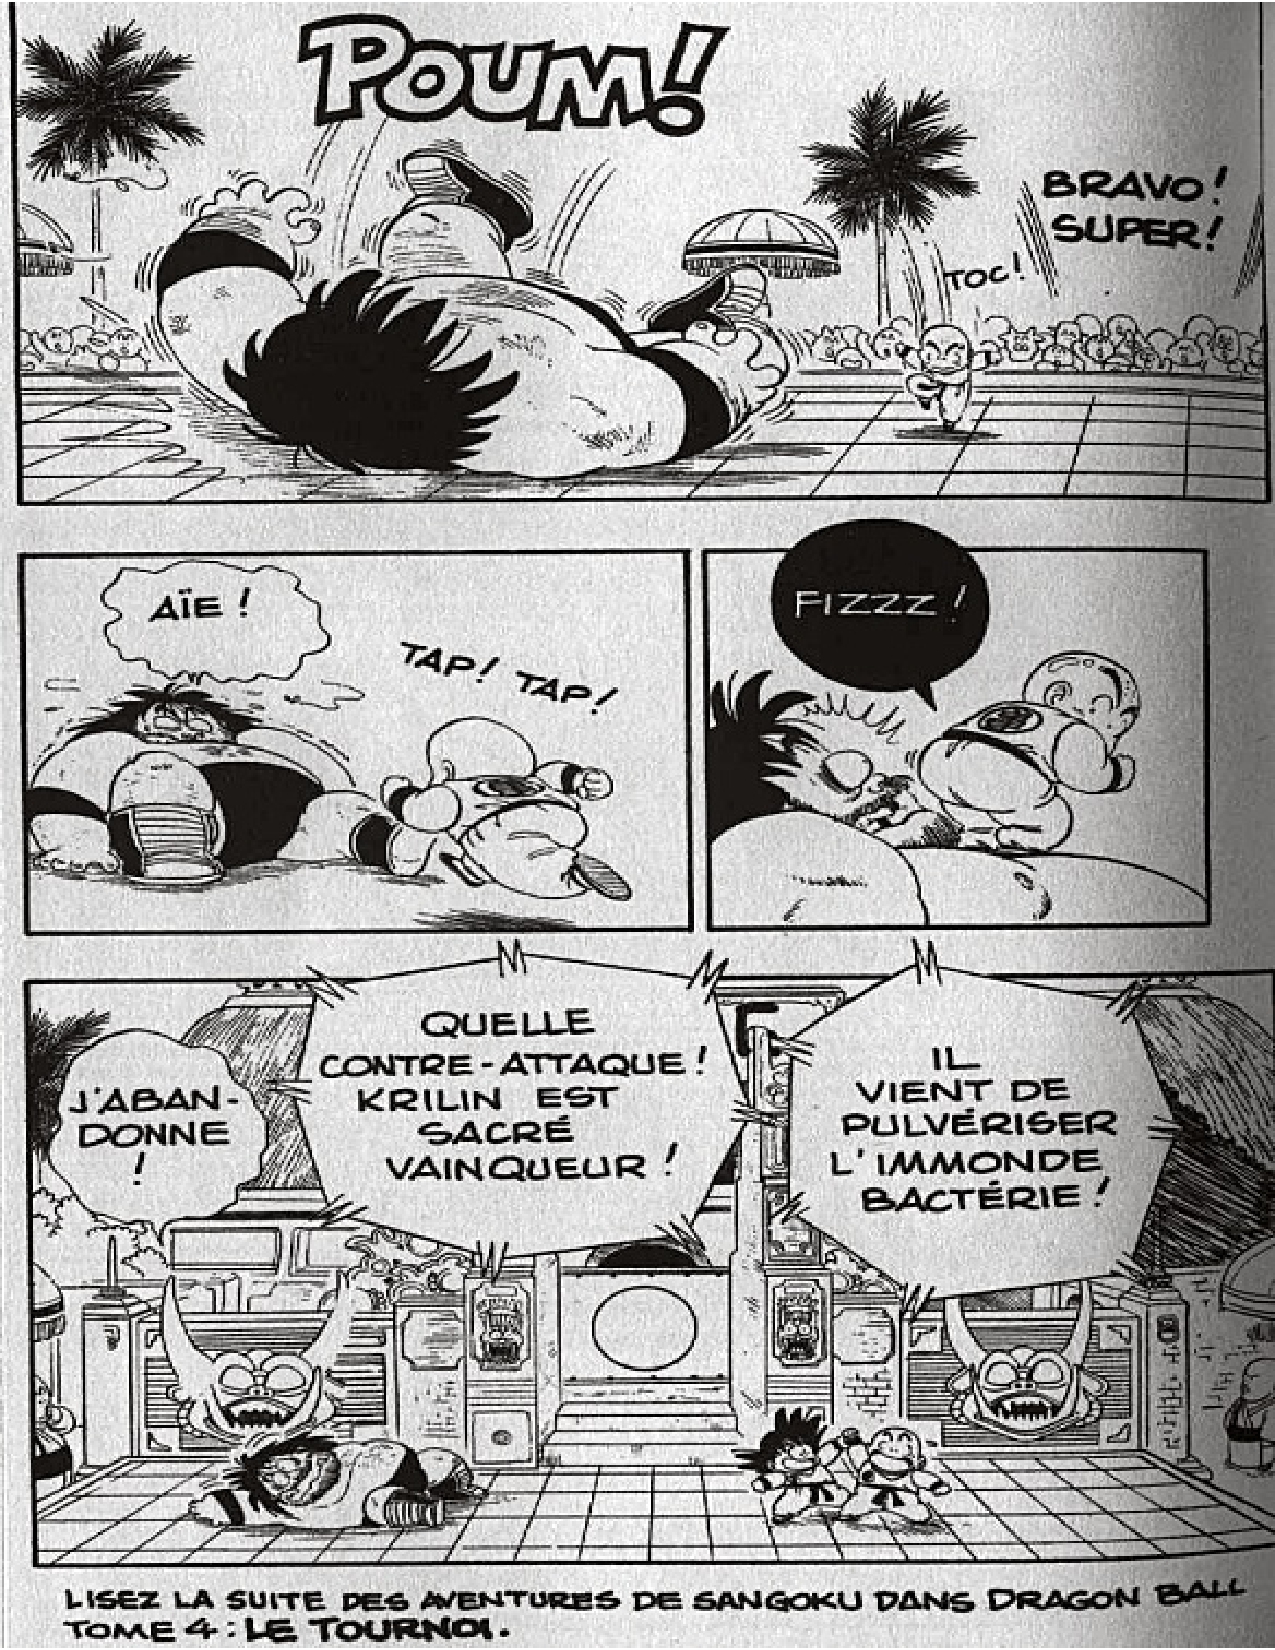 POUM!
BRAVO!
SUPER!
TOC!
AÏE!
TAP! TAP!
FIZZZ!
J'ABAN-
DONNE
!
QUELLE
CONTRE-ATTAQUE!
KRILIN EST
SACRÉ
VAINQUEUR!
IL
VIENT DE
PULVÉRISER
L'IMMONDE
BACTÉRIE!
LISEZ LA SUITE DES AVENTURES DE SANGOKU DANS DRAGON BALL
TOME 4 : LE TOURNOI.